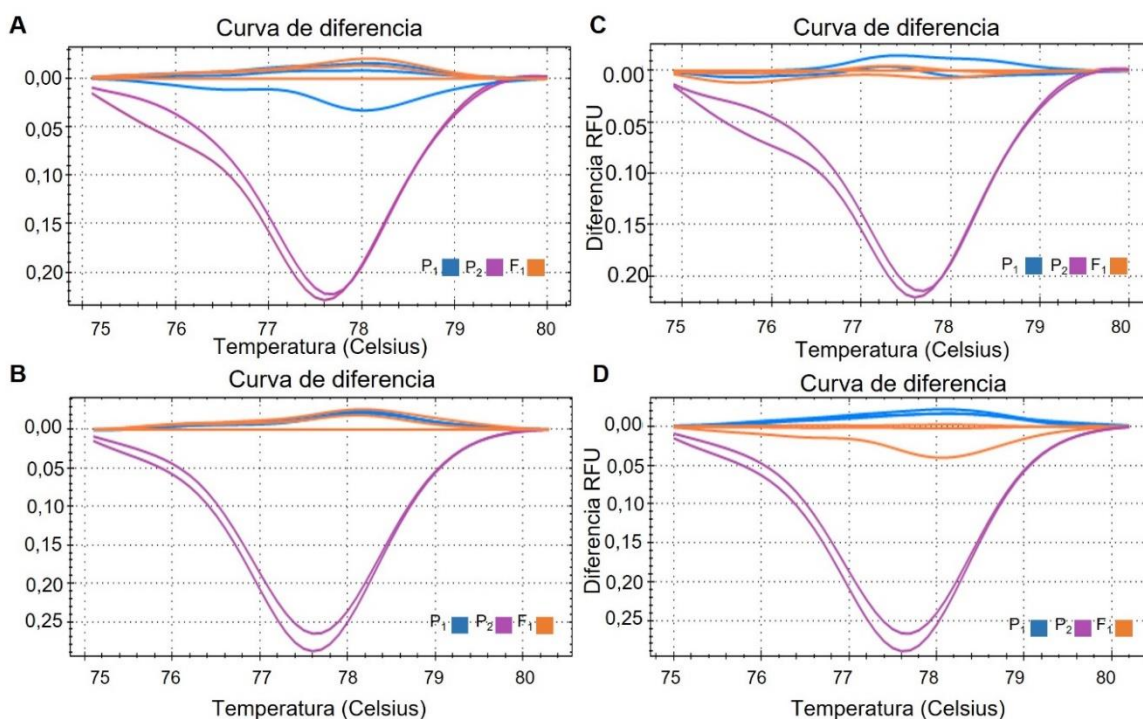 A
Curva de diferencia
0,00
0,05
0,10
0,15
0,20
P1 P2 F1
75 76 77 78 79 80
Temperatura (Celsius)
B
Curva de diferencia
0,00
0,05
0,10
0,15
0,20
0,25
P1 P2 F1
75 76 77 78 79 80
Temperatura (Celsius)
C
Curva de diferencia
Diferencia RFU
0.00
0.05
0.10
0.15
0.20
P1 P2 F1
75 76 77 78 79 80
Temperatura (Celsius)
D
Curva de diferencia
Diferencia RFU
0,00
0,05
0,10
0,15
0,20
0,25
P1 P2 F1
75 76 77 78 79 80
Temperatura (Celsius)